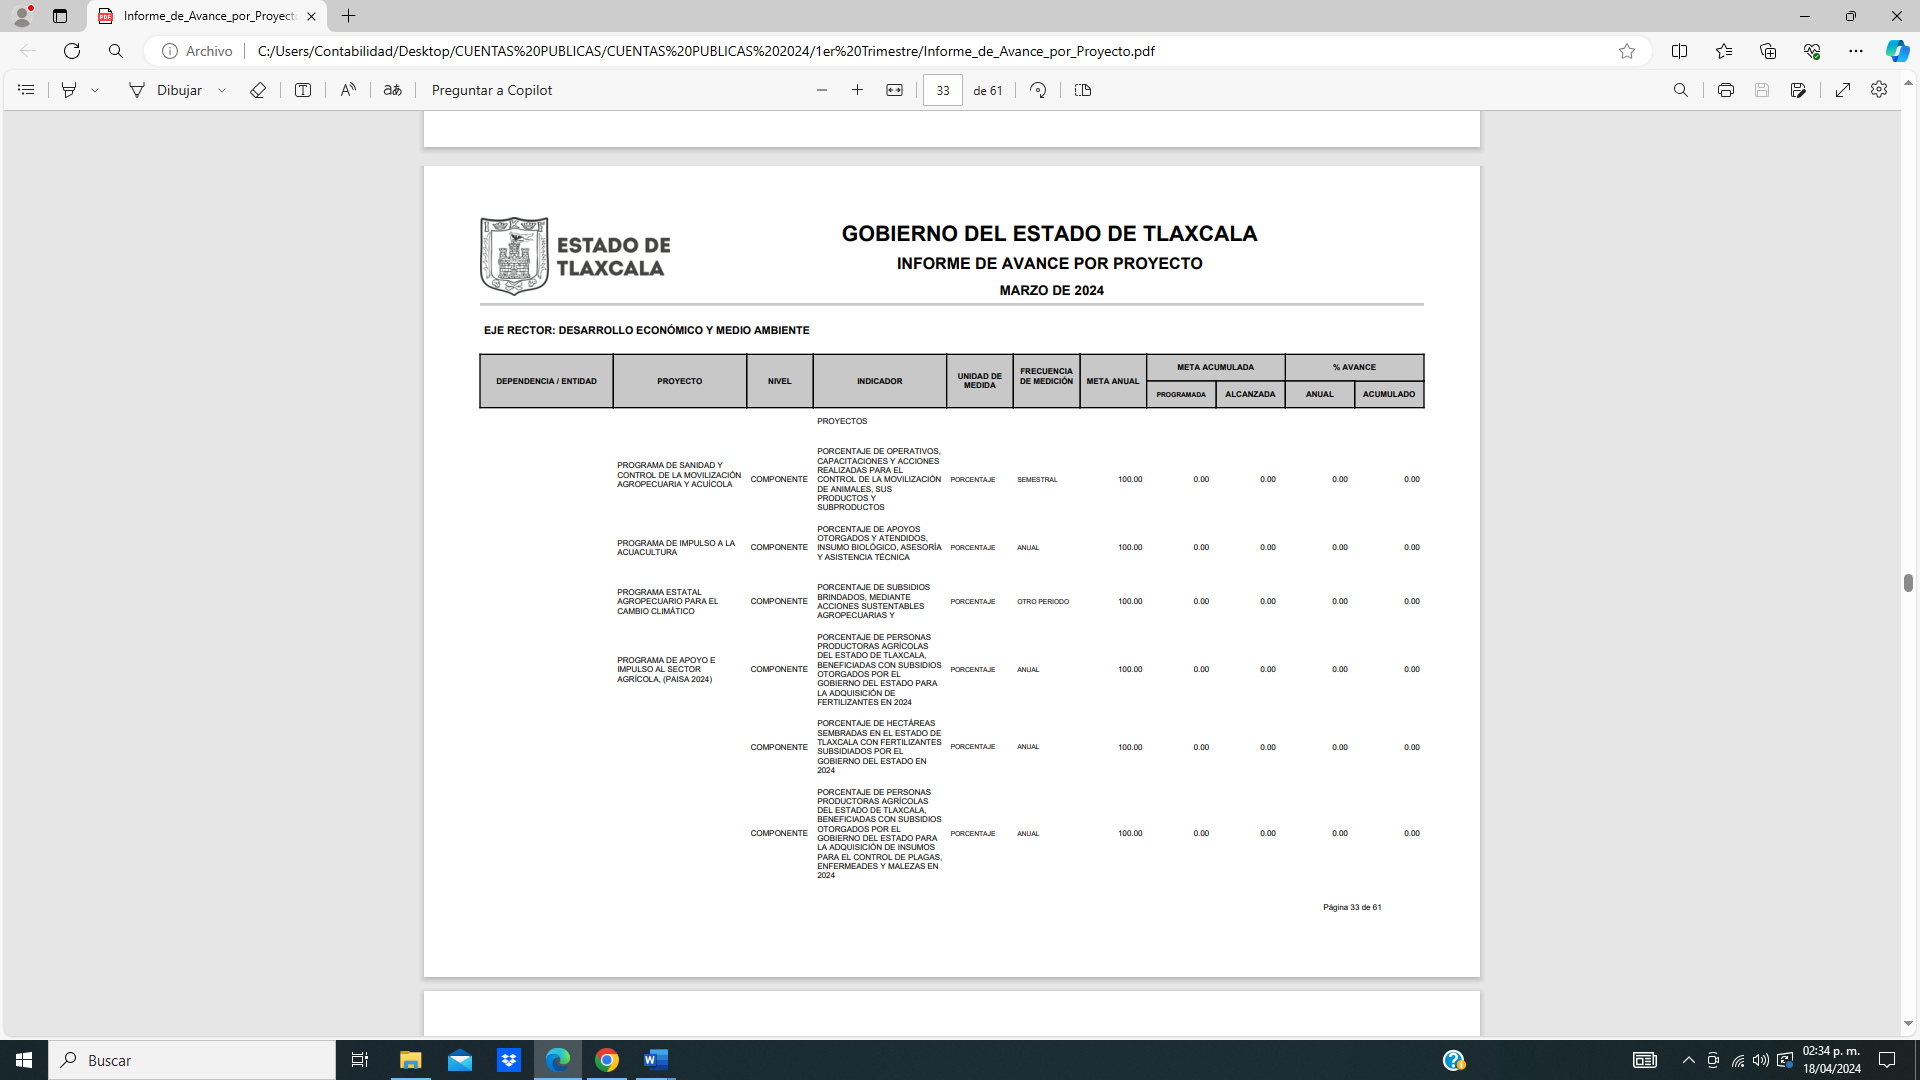 Informe_de_Avance_por_Proyecto
Archivo
C:/Users/Contabilidad/Desktop/CUENTAS%20PUBLICAS/CUENTAS%20PUBLICAS%202024/1er%20Trimestre/Informe_de_Avance_por_Proyecto.pdf
Dibujar
Preguntar a Copilot
33
de 61
ESTADO DE
TLAXCALA
GOBIERNO DEL ESTADO DE TLAXCALA
INFORME DE AVANCE POR PROYECTO
MARZO DE 2024
EJE RECTOR: DESARROLLO ECONÓMICO Y MEDIO AMBIENTE
DEPENDENCIA / ENTIDAD
PROYECTO
NIVEL
INDICADOR
UNIDAD DE
MEDIDA
FRECUENCIA
DE MEDICIÓN
META ANUAL
META ACUMULADA
PROGRAMADA
ALCANZADA
% AVANCE
ANUAL
ACUMULADO
PROYECTOS
PROGRAMA DE SANIDAD Y
CONTROL DE LA MOVILIZACIÓN
AGROPECUARIA Y ACUÍCOLA
COMPONENTE
PORCENTAJE DE OPERATIVOS,
CAPACITACIONES Y ACCIONES
REALIZADAS PARA EL
CONTROL DE LA MOVILIZACIÓN
DE ANIMALES, SUS
PRODUCTOS Y
SUBPRODUCTOS
PORCENTAJE
SEMESTRAL
100.00
0.00
0.00
0.00
0.00
PROGRAMA DE IMPULSO A LA
ACUACULTURA
COMPONENTE
PORCENTAJE DE APOYOS
OTORGADOS Y ATENDIDOS,
INSUMO BIOLÓGICO, ASESORÍA
Y ASISTENCIA TÉCNICA
PORCENTAJE
ANUAL
100.00
0.00
0.00
0.00
0.00
PROGRAMA ESTATAL
AGROPECUARIO PARA EL
CAMBIO CLIMÁTICO
COMPONENTE
PORCENTAJE DE SUBSIDIOS
BRINDADOS, MEDIANTE
ACCIONES SUSTENTABLES
AGROPECUARIAS Y
PORCENTAJE
OTRO PERIODO
100.00
0.00
0.00
0.00
0.00
PROGRAMA DE APOYO E
IMPULSO AL SECTOR
AGRÍCOLA, (PAISA 2024)
COMPONENTE
PORCENTAJE DE PERSONAS
PRODUCTORAS AGRÍCOLAS
DEL ESTADO DE TLAXCALA,
BENEFICIADAS CON SUBSIDIOS
OTORGADOS POR EL
GOBIERNO DEL ESTADO PARA
LA ADQUISICIÓN DE
FERTILIZANTES EN 2024
PORCENTAJE
ANUAL
100.00
0.00
0.00
0.00
0.00
COMPONENTE
PORCENTAJE DE HECTÁREAS
SEMBRADAS EN EL ESTADO DE
TLAXCALA CON FERTILIZANTES
SUBSIDIADOS POR EL
GOBIERNO DEL ESTADO EN
2024
PORCENTAJE
ANUAL
100.00
0.00
0.00
0.00
0.00
COMPONENTE
PORCENTAJE DE PERSONAS
PRODUCTORAS AGRÍCOLAS
DEL ESTADO DE TLAXCALA,
BENEFICIADAS CON SUBSIDIOS
OTORGADOS POR EL
GOBIERNO DEL ESTADO PARA
LA ADQUISICIÓN DE INSUMOS
PARA EL CONTROL DE PLAGAS,
ENFERMEADES Y MALEZAS EN
2024
PORCENTAJE
ANUAL
100.00
0.00
0.00
0.00
0.00
Página 33 de 61
Buscar
02:34 p. m.
18/04/2024